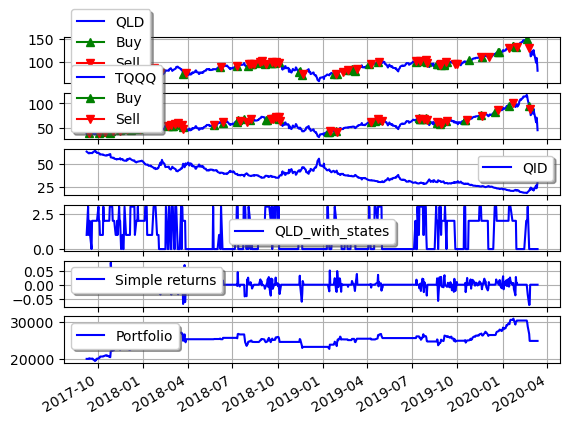 QLD
Buy
Sell
150
100
TQQQ
Buy
Sell
100
50
50
25
QID
2.5
0.0
QLD_with_states
0.05
0.00
−0.05
Simple returns
30000
20000
Portfolio
2017-10
2018-01
2018-04
2018-07
2018-10
2019-01
2019-04
2019-07
2019-10
2020-01
2020-04